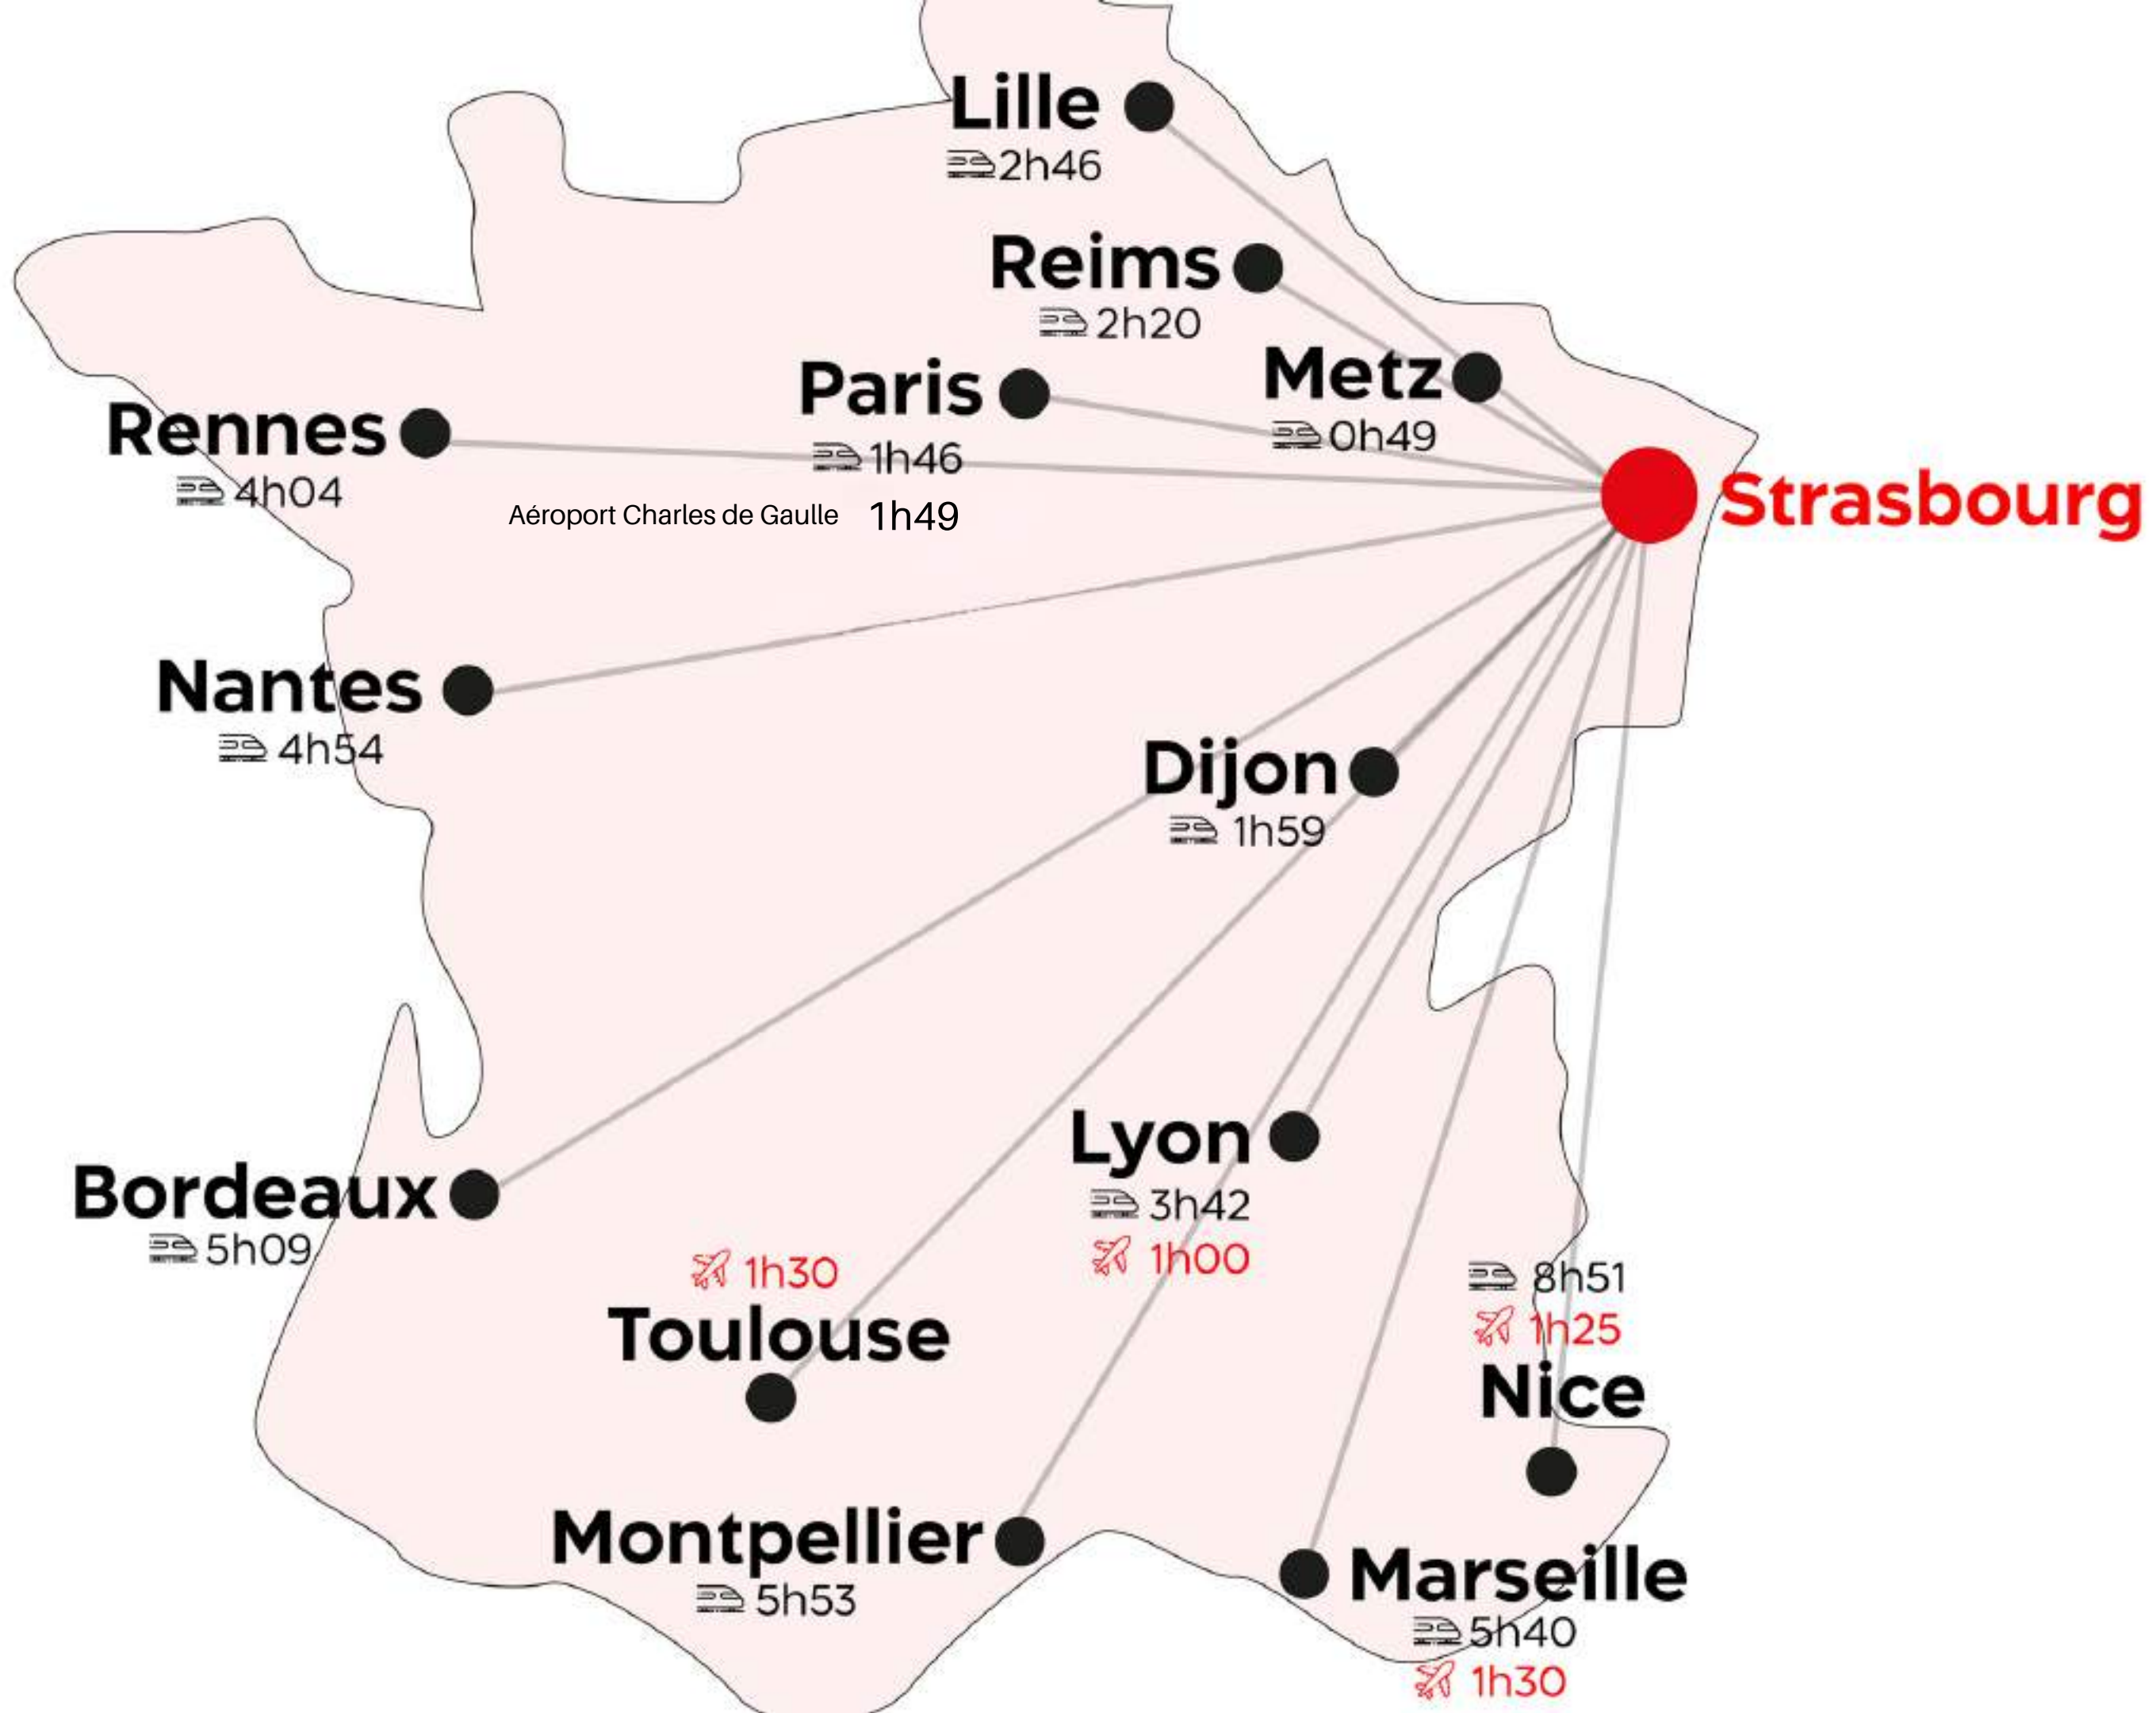 Lille
2h46
Reims
2h20
Metz
0h49
Paris
1h46
Aéroport Charles de Gaulle 1h49
Rennes
4h04
Strasbourg
Nantes
4h54
Dijon
1h59
Lyon
3h42
1h00
Bordeaux
5h09
1h30
Toulouse
8h51
1h25
Nice
Montpellier
5h53
Marseille
5h40
1h30